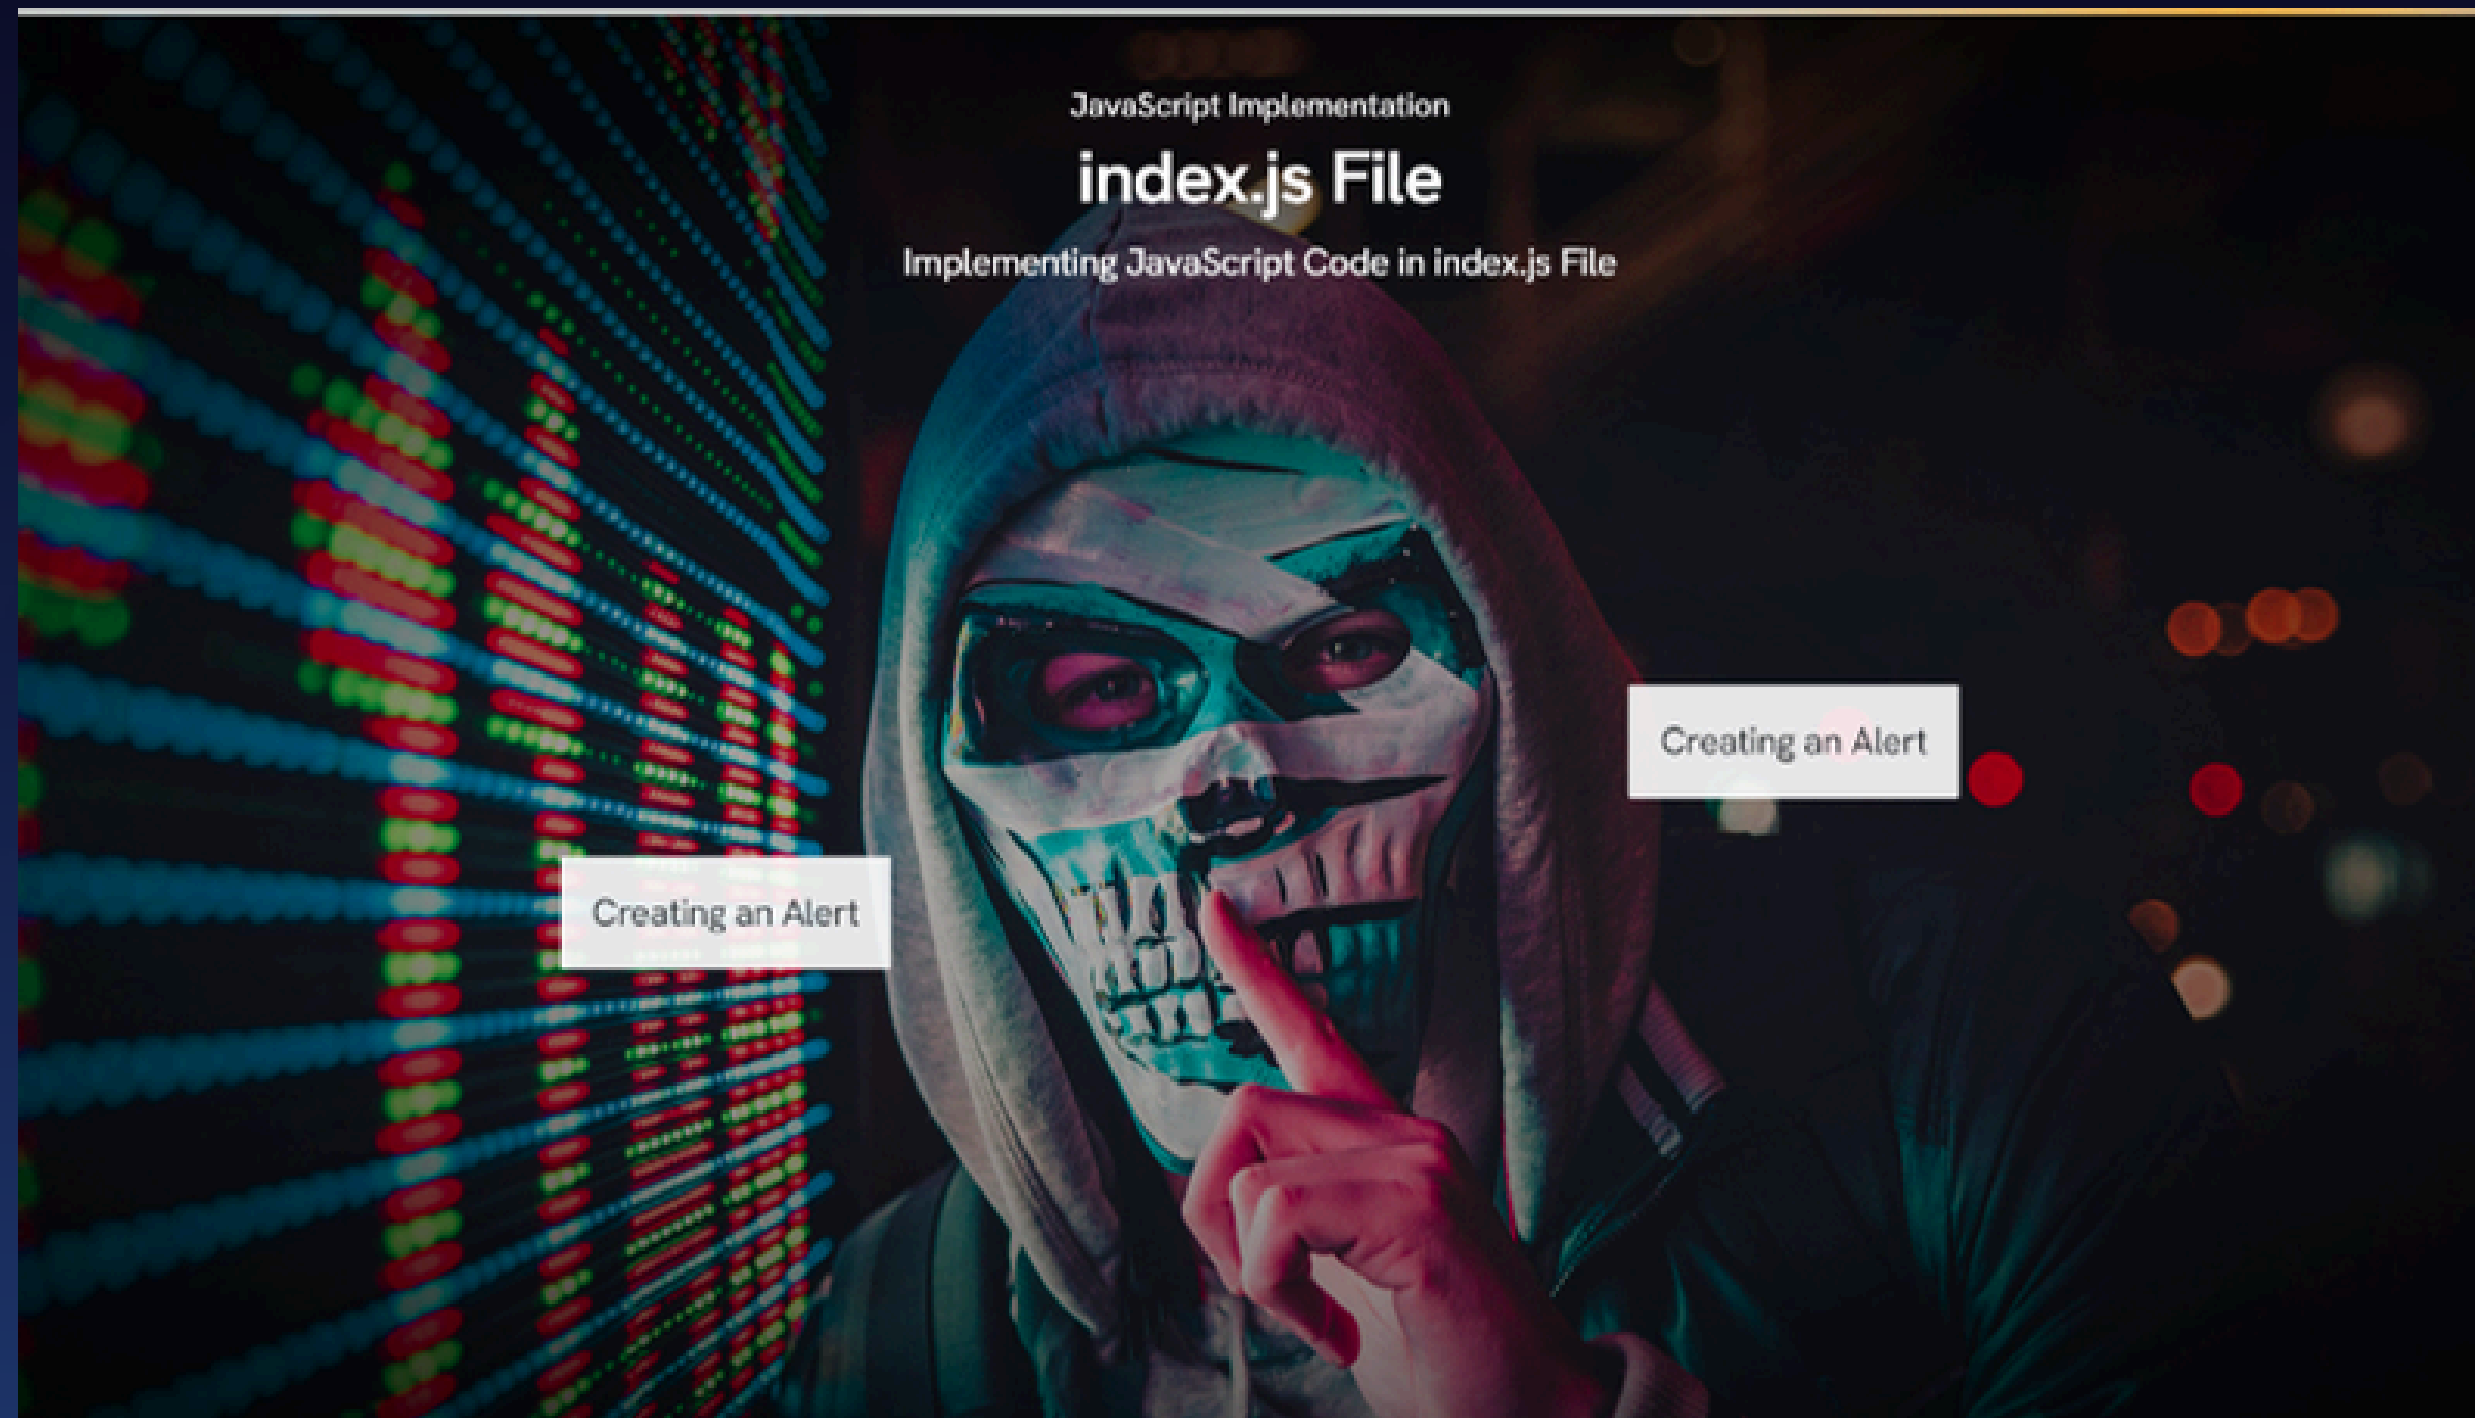 JavaScript Implementation
index.js File
Implementing JavaScript Code in index.js File
Creating an Alert
Creating an Alert